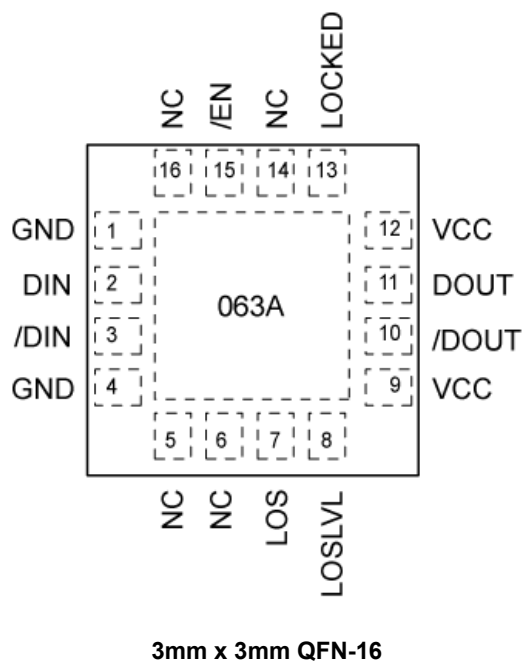 NC
/EN
NC
LOCKED
16 15 14 13
GND 1 12 VCC
DIN 2 11 DOUT
063A
/DIN 3 10 /DOUT
GND 4 9 VCC
5 6 7 8
NC
NC
LOS
LOSLVL
3mm x 3mm QFN-16